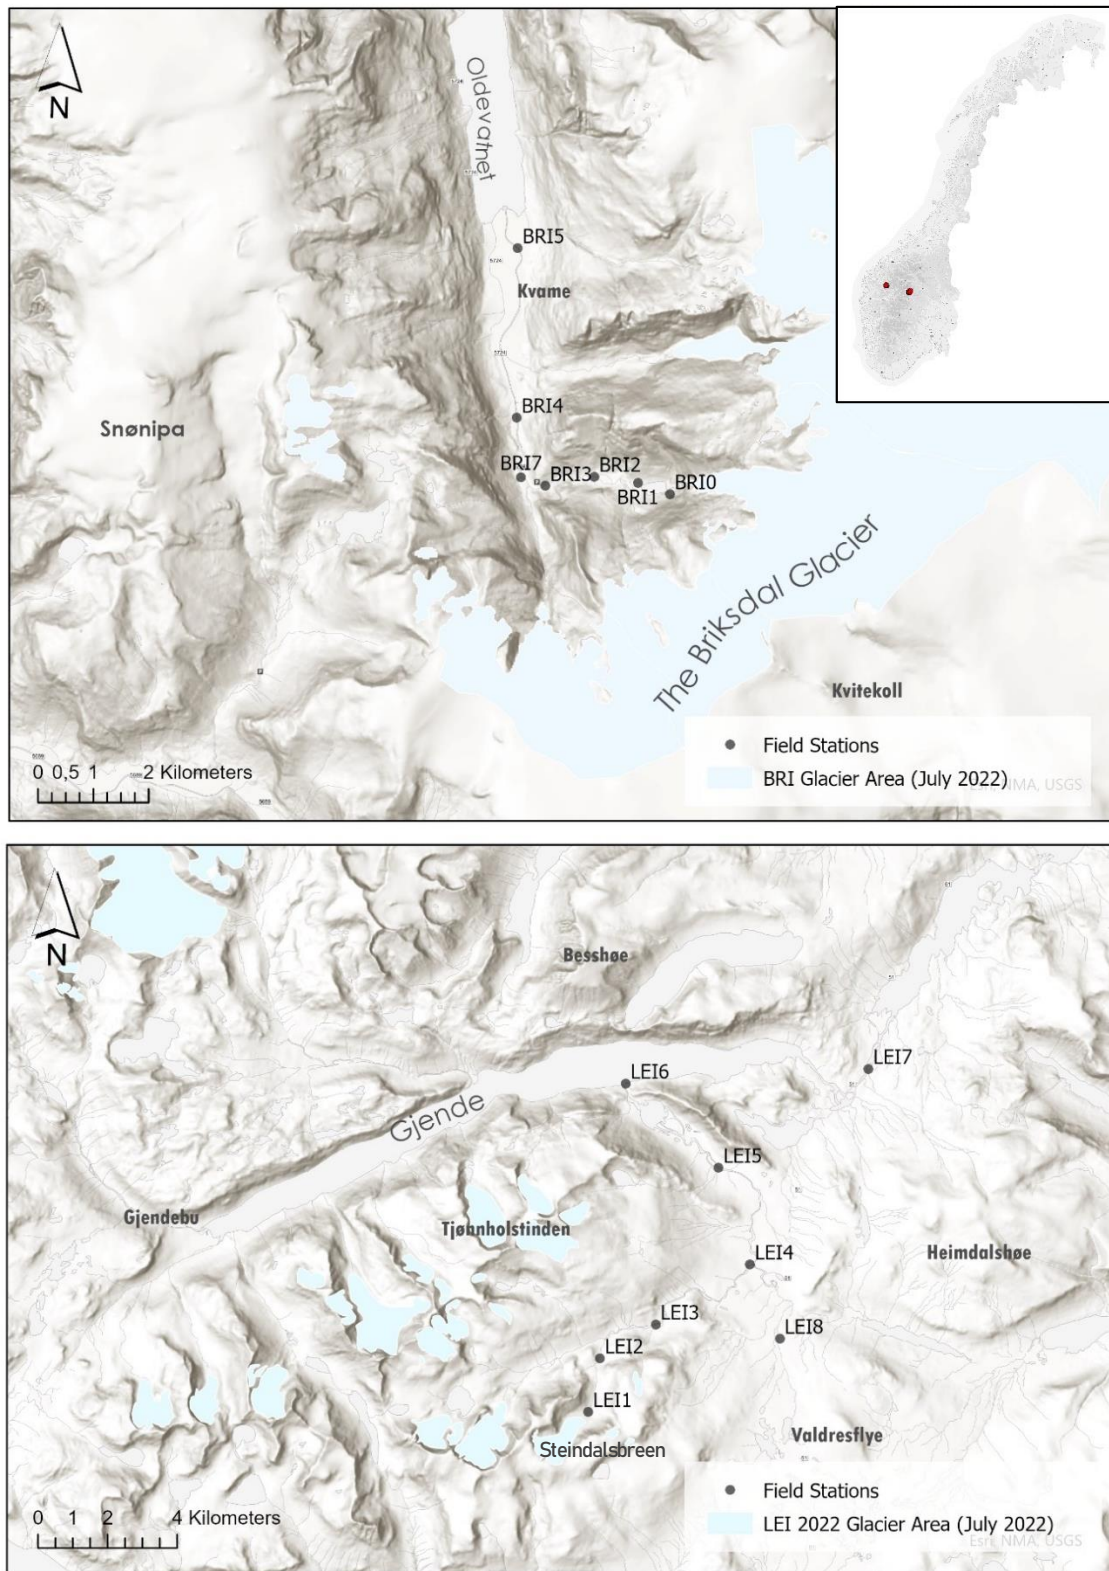 N
Oldevatnet
BRI5
Kvame
BRI4
Snønipa
BRI7
BRI3
BRI2
BRI1
BRI0
The Briksdal Glacier
Kvitekoll
0 0,5 1 2 Kilometers
Field Stations
BRI Glacier Area (July 2022)
Esri, NMA, USGS
N
Besshøe
LEI7
LEI6
Gjende
LEI5
Gjendebu
Tjønnholstinden
LEI4
Heimdalshøe
LEI3
LEI8
LEI2
LEI1
Steindalsbreen
Valdresflye
0 1 2 4 Kilometers
Field Stations
LEI 2022 Glacier Area (July 2022)
Esri, NMA, USGS